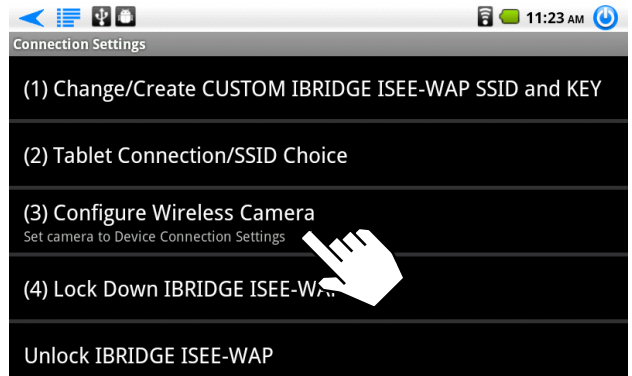 11:23 AM
Connection Settings
(1) Change/Create CUSTOM IBRIDGE ISEE-WAP SSID and KEY
(2) Tablet Connection/SSID Choice
(3) Configure Wireless Camera
Set camera to Device Connection Settings
(4) Lock Down IBRIDGE ISEE-WAP
Unlock IBRIDGE ISEE-WAP